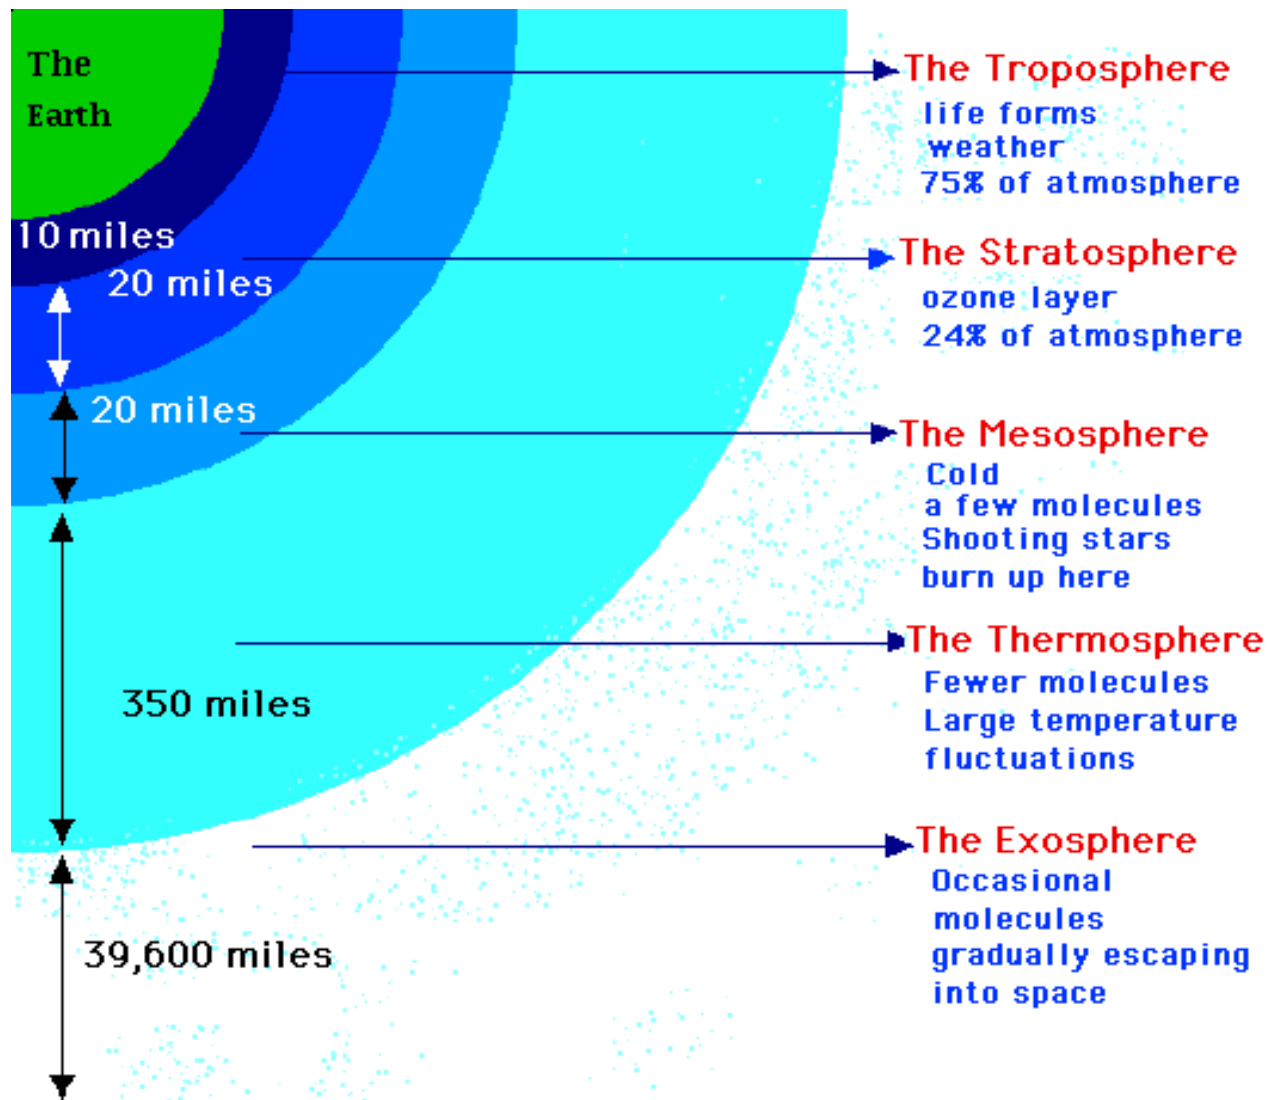 The
Earth
10 miles
20 miles
20 miles
350 miles
39,600 miles
The Troposphere
life forms
weather
75% of atmosphere
The Stratosphere
ozone layer
24% of atmosphere
The Mesosphere
Cold
a few molecules
Shooting stars
burn up here
The Thermosphere
Fewer molecules
Large temperature
fluctuations
The Exosphere
Occasional
molecules
gradually escaping
into space